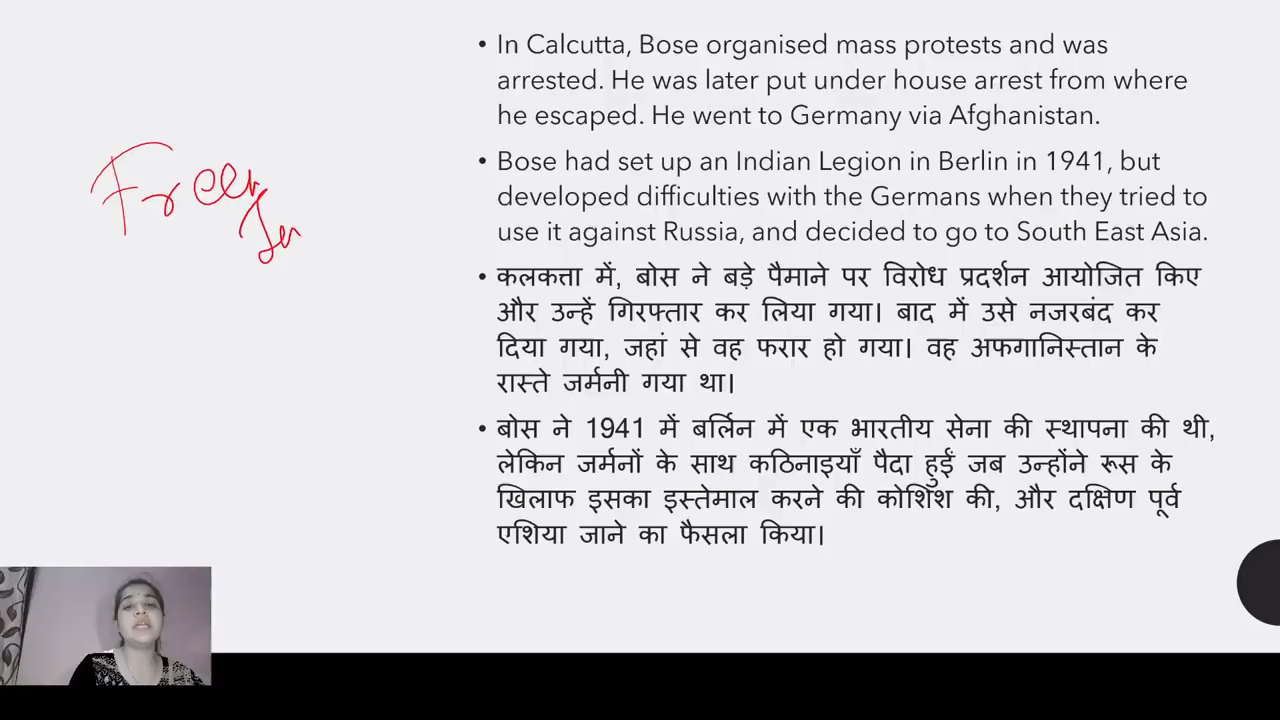 • In Calcutta, Bose organised mass protests and was
arrested. He was later put under house arrest from where
he escaped. He went to Germany via Afghanistan.
• Bose had set up an Indian Legion in Berlin in 1941, but
developed difficulties with the Germans when they tried to
use it against Russia, and decided to go to South East Asia.
• कलकत्ता में, बोस ने बड़े पैमाने पर विरोध प्रदर्शन आयोजित किए
और उन्हें गिरफ्तार कर लिया गया। बाद में उसे नजरबंद कर
दिया गया, जहां से वह फरार हो गया। वह अफगानिस्तान के
रास्ते जर्मनी गया था।
• बोस ने 1941 में बर्लिन में एक भारतीय सेना की स्थापना की थी,
लेकिन जर्मनों के साथ कठिनाइयाँ पैदा हुईं जब उन्होंने रूस के
खिलाफ इसका इस्तेमाल करने की कोशिश की, और दक्षिण पूर्व
एशिया जाने का फैसला किया।